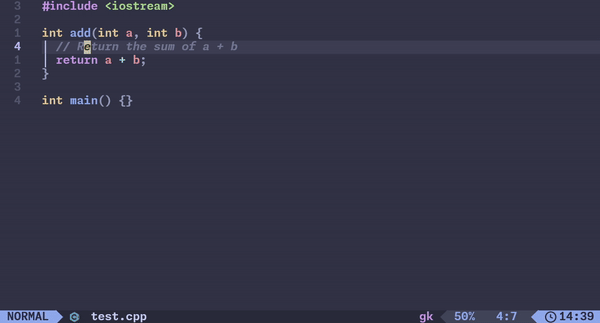 3 #include <iostream>
2
1 int add(int a, int b) {
4 // Return the sum of a + b
1 return a + b;
2 }
3
4 int main() {}
NORMAL test.cpp gk 50% 4:7 14:39